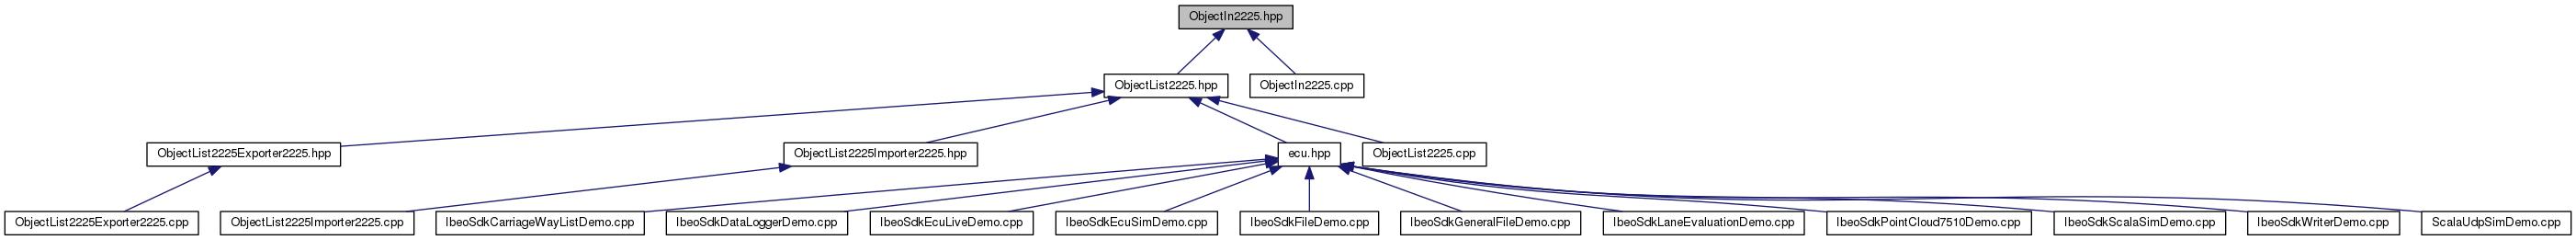 ObjectIn2225.hpp
ObjectList2225.hpp
ObjectIn2225.cpp
ObjectList2225Exporter2225.hpp
ObjectList2225Importer2225.hpp
ecu.hpp
ObjectList2225.cpp
ObjectList2225Exporter2225.cpp
ObjectList2225Importer2225.cpp
IbeoSdkCarriageWayListDemo.cpp
IbeoSdkDataLoggerDemo.cpp
IbeoSdkEcuLiveDemo.cpp
IbeoSdkEcuSimDemo.cpp
IbeoSdkFileDemo.cpp
IbeoSdkGeneralFileDemo.cpp
IbeoSdkLaneEvaluationDemo.cpp
IbeoSdkPointCloud7510Demo.cpp
IbeoSdkScalaSimDemo.cpp
IbeoSdkWriterDemo.cpp
ScalaUdpSimDemo.cpp